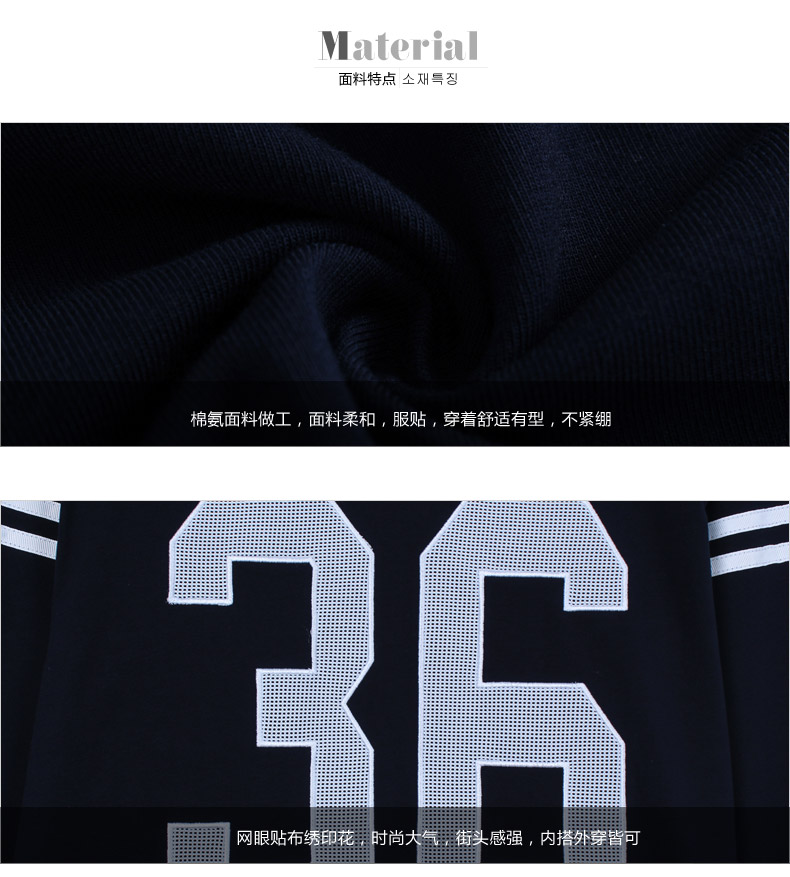 Material
面料特点 소재특징
棉氨面料做工，面料柔和，服贴，穿着舒适有型，不紧绷
36
网眼贴布绣印花，时尚大气，街头感强，内搭外穿皆可